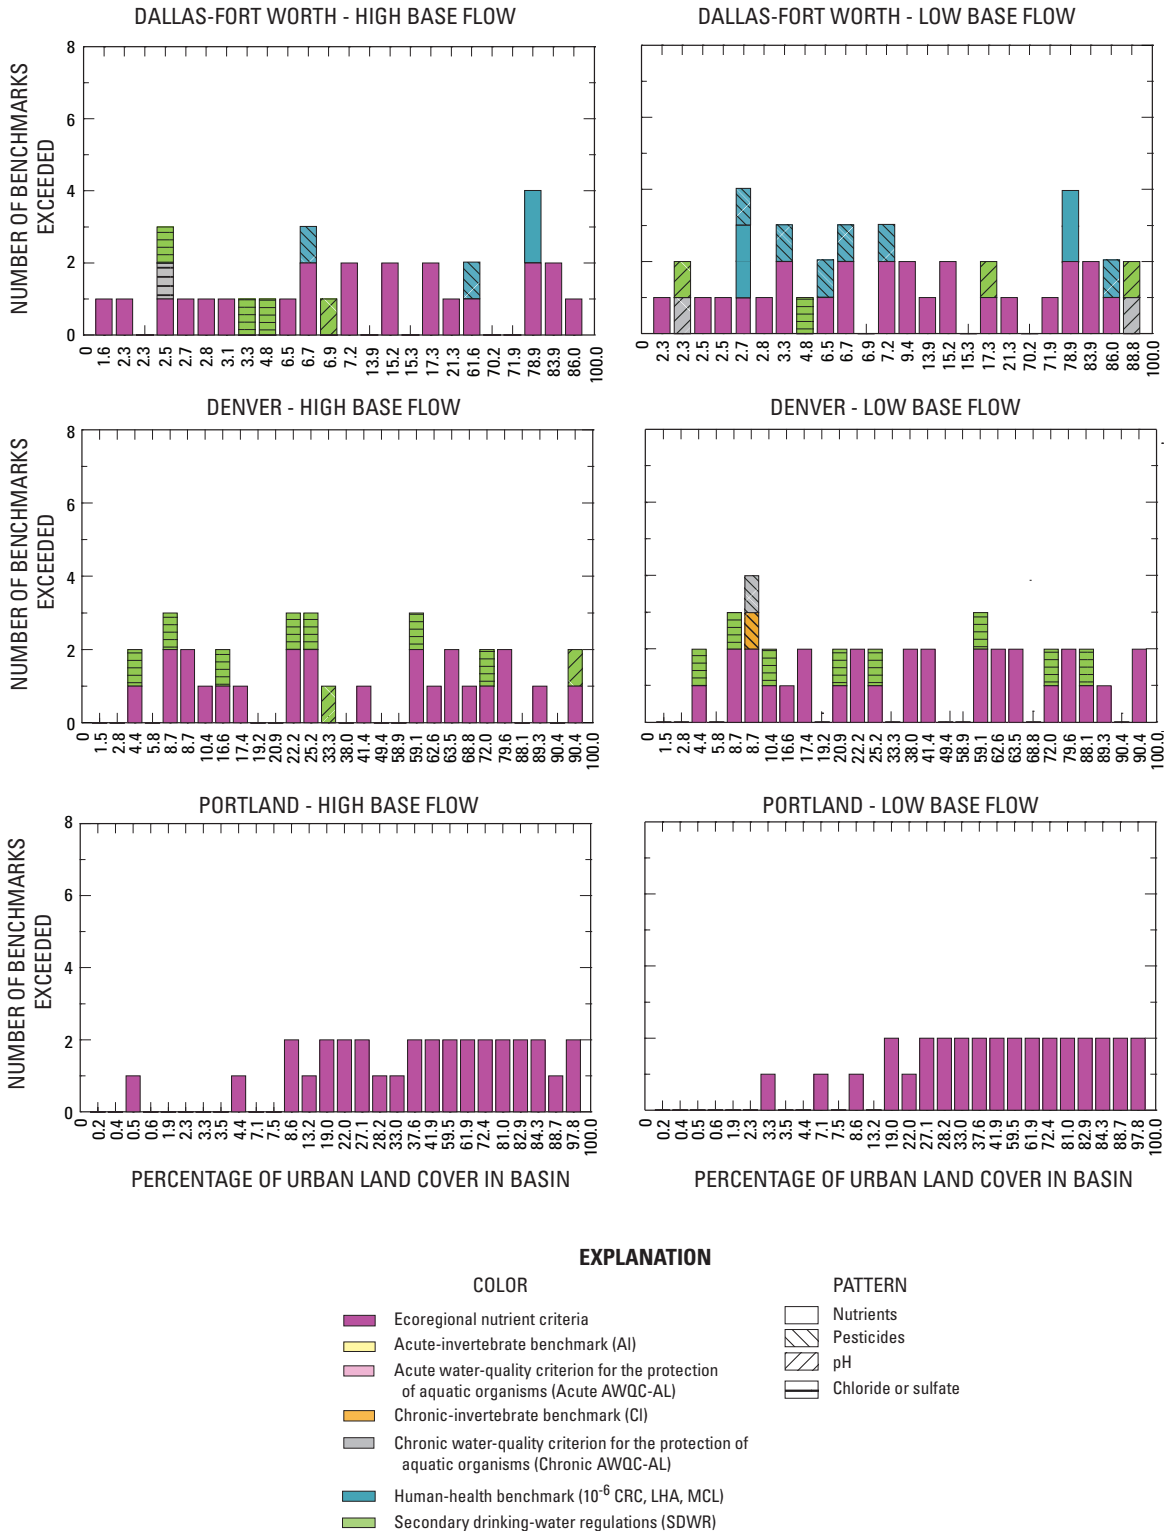 DALLAS-FORT WORTH - HIGH BASE FLOW
DALLAS-FORT WORTH - LOW BASE FLOW
NUMBER OF BENCHMARKS
EXCEEDED
8
6
4
2
0
0 1.6 2.3 2.3 2.5 2.7 2.8 3.1 3.3 4.8 6.5 6.7 6.9 7.2 13.9 15.2 15.3 17.3 21.3 61.6 70.2 71.9 78.9 83.9 86.0 100.0
0 2.3 2.3 2.5 2.5 2.7 2.8 3.3 4.8 6.5 6.7 6.9 7.2 9.4 13.9 15.2 15.3 17.3 21.3 70.2 71.9 78.9 83.9 86.0 88.8 100.0
DENVER - HIGH BASE FLOW
DENVER - LOW BASE FLOW
NUMBER OF BENCHMARKS
EXCEEDED
8
6
4
2
0
0 1.5 2.8 4.4 5.8 8.7 8.7 10.4 16.6 17.4 19.2 20.9 22.2 25.2 33.3 38.0 41.4 49.4 58.9 59.1 62.6 63.5 68.8 72.0 79.6 88.1 89.3 90.4 90.4 100.0
0 1.5 2.8 4.4 5.8 8.7 8.7 10.4 16.6 17.4 19.2 20.9 22.2 25.2 33.3 38.0 41.4 49.4 58.9 59.1 62.6 63.5 68.8 72.0 79.6 88.1 89.3 90.4 90.4 100.0
PORTLAND - HIGH BASE FLOW
PORTLAND - LOW BASE FLOW
NUMBER OF BENCHMARKS
EXCEEDED
8
6
4
2
0
0 0.2 0.4 0.5 0.6 1.9 2.3 3.3 3.5 4.4 7.1 7.5 8.6 13.2 19.0 22.0 27.1 28.2 33.0 37.6 41.9 59.5 61.9 72.4 81.0 82.9 84.3 88.7 97.8 100.0
0 0.2 0.4 0.5 0.6 1.9 2.3 3.3 3.5 4.4 7.1 7.5 8.6 13.2 19.0 22.0 27.1 28.2 33.0 37.6 41.9 59.5 61.9 72.4 81.0 82.9 84.3 88.7 97.8 100.0
PERCENTAGE OF URBAN LAND COVER IN BASIN
PERCENTAGE OF URBAN LAND COVER IN BASIN
EXPLANATION
COLOR
Ecoregional nutrient criteria
Acute-invertebrate benchmark (AI)
Acute water-quality criterion for the protection
of aquatic organisms (Acute AWQC-AL)
Chronic-invertebrate benchmark (CI)
Chronic water-quality criterion for the protection of
aquatic organisms (Chronic AWQC-AL)
Human-health benchmark (10-6 CRC, LHA, MCL)
Secondary drinking-water regulations (SDWR)
PATTERN
Nutrients
Pesticides
pH
Chloride or sulfate